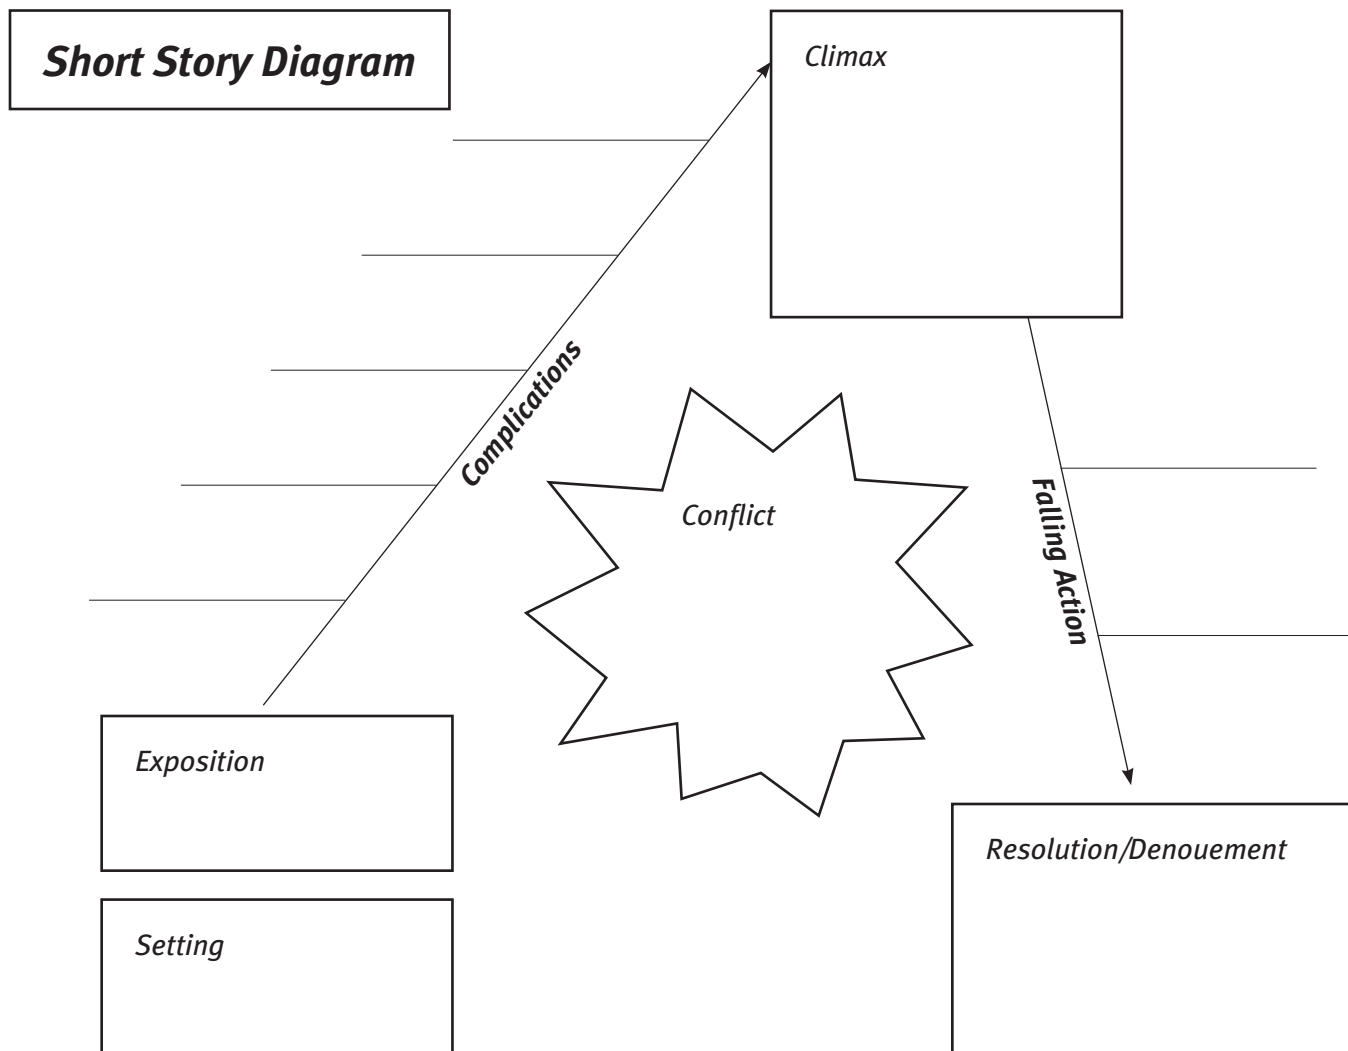 Short Story Diagram
Climax
Complications
Conflict
Falling Action
Exposition
Resolution/Denouement
Setting